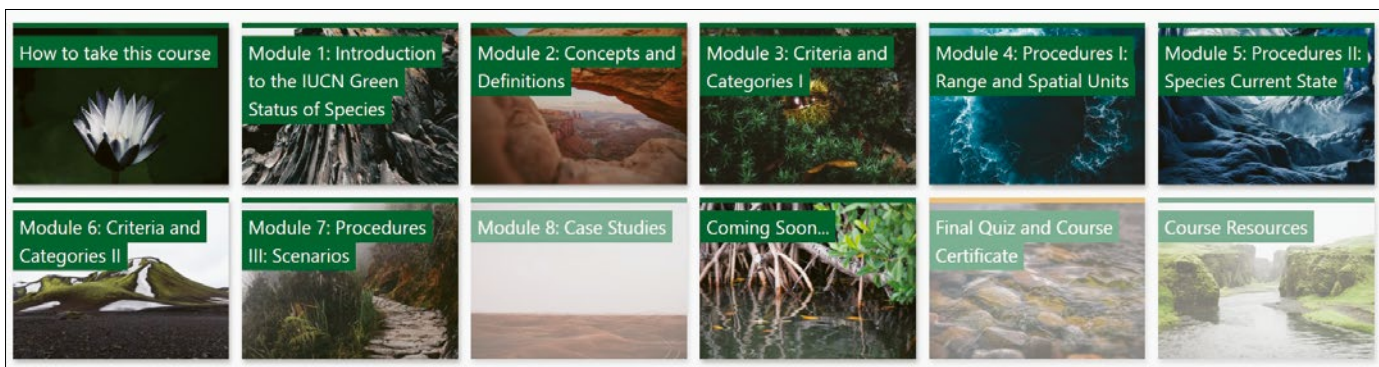 How to take this course
Module 1: Introduction
to the IUCN Green
Status of Species
Module 2: Concepts and
Definitions
Module 3: Criteria and
Categories I
Module 4: Procedures I:
Range and Spatial Units
Module 5: Procedures II:
Species Current State
Module 6: Criteria and
Categories II
Module 7: Procedures
III: Scenarios
Module 8: Case Studies
Coming Soon...
Final Quiz and Course
Certificate
Course Resources